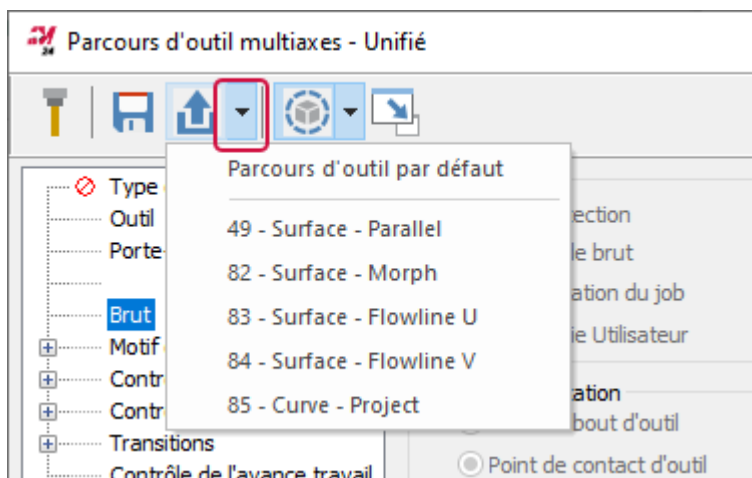 24
Parcours d'outil multiaxes - Unifié
Parcours d'outil par défaut
49 - Surface - Parallel
82 - Surface - Morph
83 - Surface - Flowline U
84 - Surface - Flowline V
85 - Curve - Project
Type
Outil
Porte-
Brut
Motif
Contr
Contr
Transitions
Contrôle de l'avance travail
ection
le brut
ation du job
ie Utilisateur
ation
bout d'outil
Point de contact d'outil